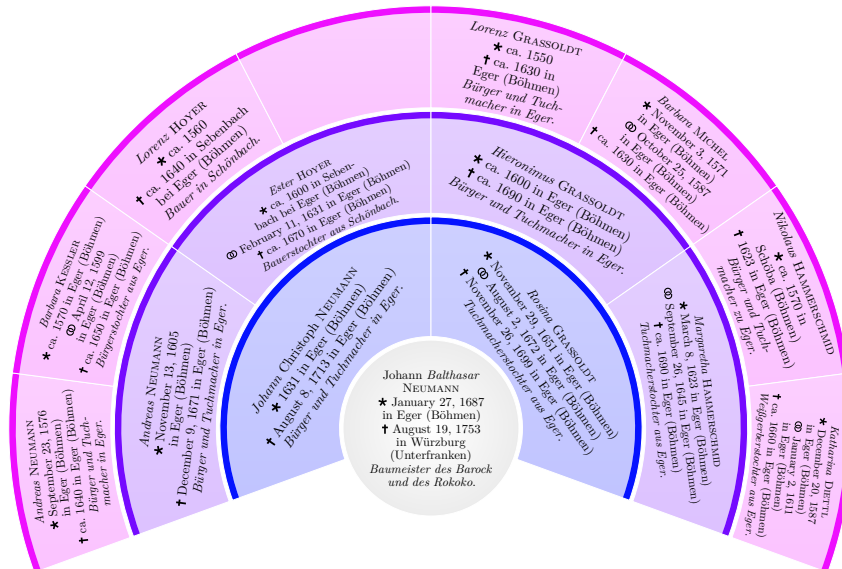 Johann Balthasar
NEUMANN
★ January 27, 1687
in Eger (Böhmen)
✝ August 19, 1753
in Würzburg
(Unterfranken)
Baumeister des Barock
und des Rokoko.
Johann Christoph NEUMANN
★ 1631 in Eger (Böhmen)
✝ August 8, 1713 in Eger (Böhmen)
Bürger und Tuchmacher in Eger.
Rosina GRASSOLDT
★ November 29, 1651 in Eger (Böhmen)
⚭ August 2, 1672 in Eger (Böhmen)
✝ November 26, 1699 in Eger (Böhmen)
Tuchmacherstochter aus Eger.
Andreas NEUMANN
★ November 13, 1605
in Eger (Böhmen)
✝ December 9, 1671 in Eger (Böhmen)
Bürger und Tuchmacher in Eger.
Ester HOYER
★ ca. 1600 in Seben-
bach bei Eger (Böhmen)
⚭ February 11, 1631 in Eger (Böhmen)
✝ ca. 1670 in Eger (Böhmen)
Bauerstochter aus Schönbach.
Hieronimus GRASSOLDT
★ ca. 1600 in Eger (Böhmen)
✝ ca. 1690 in Eger (Böhmen)
Bürger und Tuchmacher in Eger.
Margaretha HAMMERSCHMID
★ March 8, 1623 in Eger (Böhmen)
⚭ September 26, 1645 in Eger (Böhmen)
✝ ca. 1690 in Eger (Böhmen)
Tuchmacherstochter aus Eger.
Andreas NEUMANN
★ September 23, 1576
in Eger (Böhmen)
✝ ca. 1640 in Eger (Böhmen)
Bürger und Tuch-
macher in Eger.
Barbara KESSLER
★ ca. 1570 in Eger (Böhmen)
⚭ April 12, 1599
in Eger (Böhmen)
✝ ca. 1650 in Eger (Böhmen)
Bürgerstochter aus Eger.
Lorenz HOYER
★ ca. 1560
✝ ca. 1640 in Sebenbach
bei Eger (Böhmen)
Bauer in Schönbach.
Lorenz GRASSOLDT
★ ca. 1550
✝ ca. 1630 in
Eger (Böhmen)
Bürger und Tuch-
macher in Eger.
Barbara MICHEL
★ November 3, 1571
in Eger (Böhmen)
⚭ October 25, 1587
in Eger (Böhmen)
✝ ca. 1630 in Eger (Böhmen)
Nikolaus HAMMERSCHMID
★ ca. 1570 in
Schöba (Böhmen)
✝ 1623 in Eger (Böhmen)
Bürger und Tuch-
macher zu Eger.
Katharina DIETTL
★ December 20, 1587
in Eger (Böhmen)
⚭ January 2, 1611
in Eger (Böhmen)
✝ ca. 1660 in Eger (Böhmen)
Weißgerberstochter aus Eger.